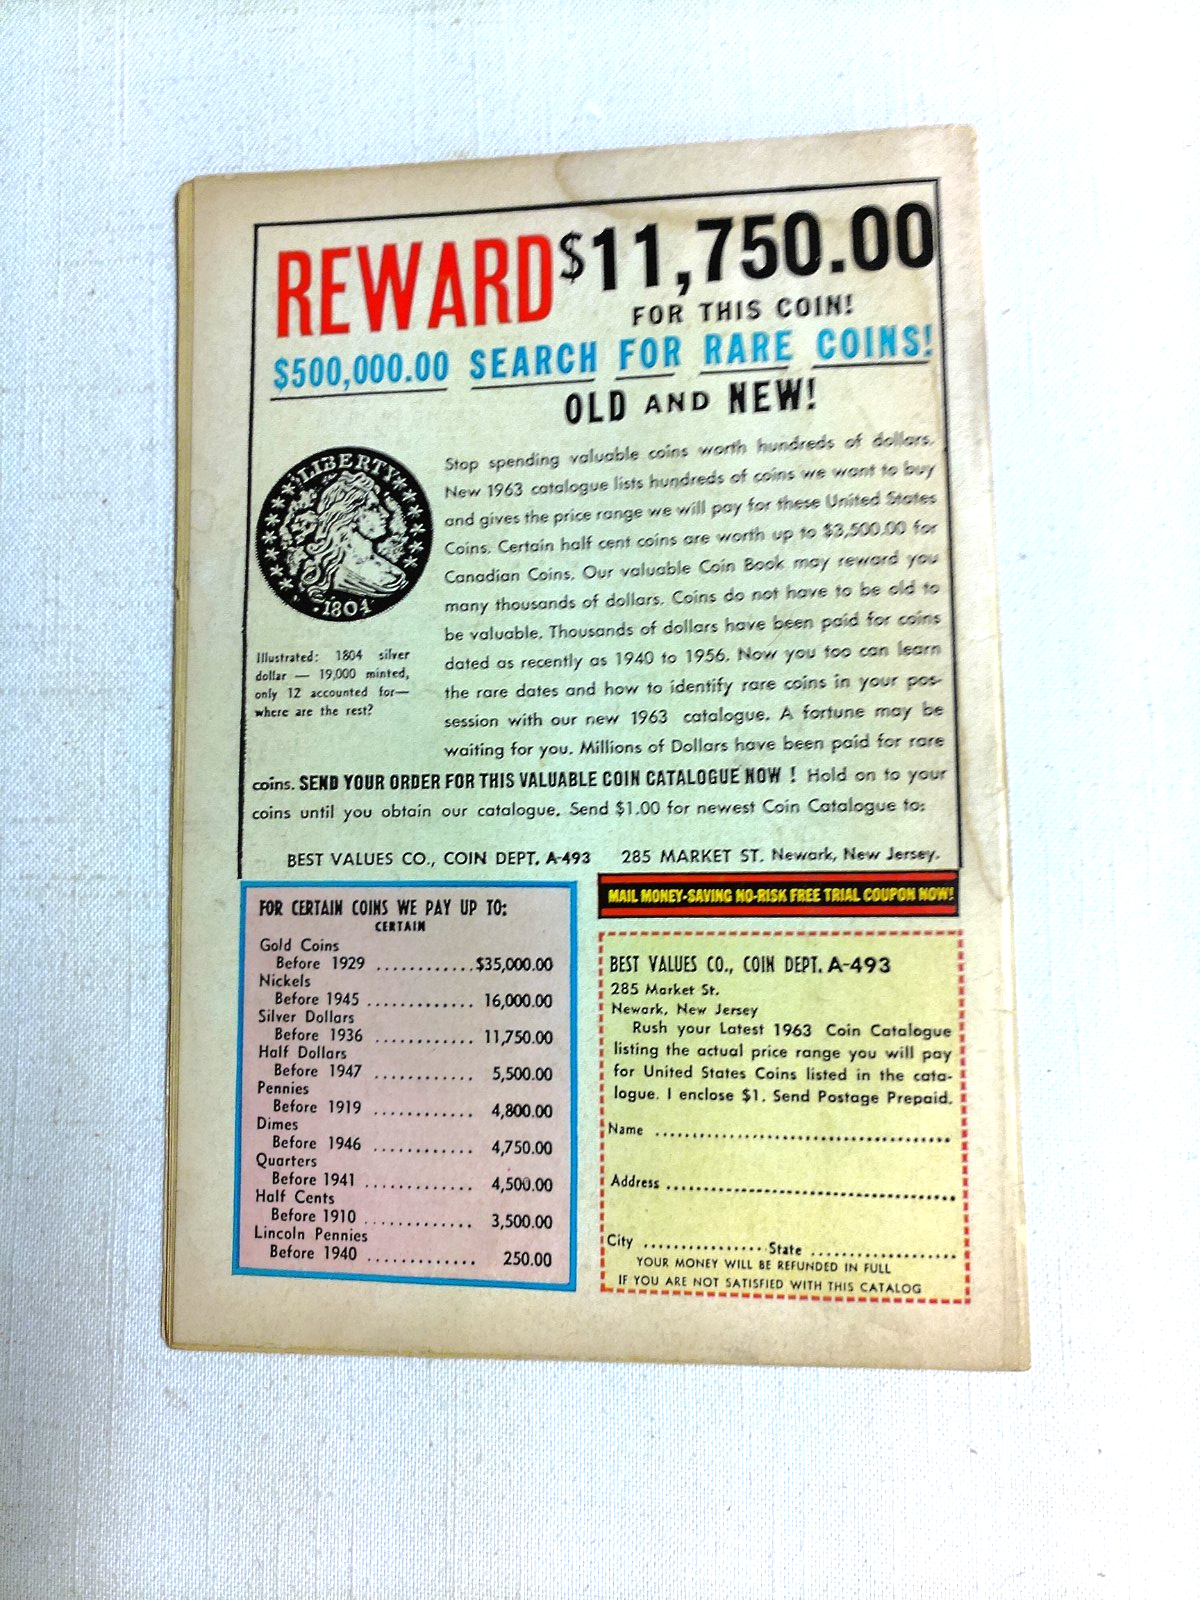 REWARD $11,750.00
FOR THIS COIN!
$500,000.00 SEARCH FOR RARE COINS!
OLD AND NEW!
LIBERTY
1804
Illustrated: 1804 silver
dollar — 19,000 minted,
only 12 accounted for—
where are the rest?
Stop spending valuable coins worth hundreds of dollars.
New 1963 catalogue lists hundreds of coins we want to buy
and gives the price range we will pay for these United States
Coins. Certain half cent coins are worth up to $3,500.00 for
Canadian Coins. Our valuable Coin Book may reward you
many thousands of dollars. Coins do not have to be old to
be valuable. Thousands of dollars have been paid for coins
dated as recently as 1940 to 1956. Now you too can learn
the rare dates and how to identify rare coins in your pos-
session with our new 1963 catalogue. A fortune may be
waiting for you. Millions of Dollars have been paid for rare
coins. SEND YOUR ORDER FOR THIS VALUABLE COIN CATALOGUE NOW ! Hold on to your
coins until you obtain our catalogue. Send $1.00 for newest Coin Catalogue to:
BEST VALUES CO., COIN DEPT. A-493 285 MARKET ST. Newark, New Jersey.
FOR CERTAIN COINS WE PAY UP TO:
CERTAIN
Gold Coins
Before 1929 ............$35,000.00
Nickels
Before 1945 ............ 16,000.00
Silver Dollars
Before 1936 ............ 11,750.00
Half Dollars
Before 1947 ............ 5,500.00
Pennies
Before 1919 ............ 4,800.00
Dimes
Before 1946 ............ 4,750.00
Quarters
Before 1941 ............ 4,500.00
Half Cents
Before 1910 ............ 3,500.00
Lincoln Pennies
Before 1940 ............ 250.00
MAIL MONEY-SAVING NO-RISK FREE TRIAL COUPON NOW!
BEST VALUES CO., COIN DEPT. A-493
285 Market St.
Newark, New Jersey
Rush your Latest 1963 Coin Catalogue
listing the actual price range you will pay
for United States Coins listed in the cata-
logue. I enclose $1. Send Postage Prepaid.
Name ..........................................
Address ..........................................
City ................. State ....................
YOUR MONEY WILL BE REFUNDED IN FULL
IF YOU ARE NOT SATISFIED WITH THIS CATALOG